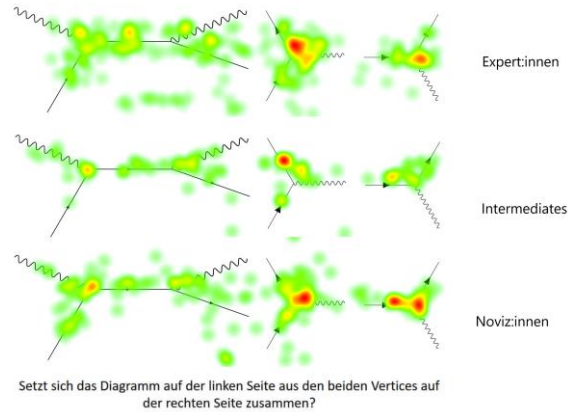 Expert:innen
Intermediates
Noviz:innen
Setzt sich das Diagramm auf der linken Seite aus den beiden Vertices auf
der rechten Seite zusammen?